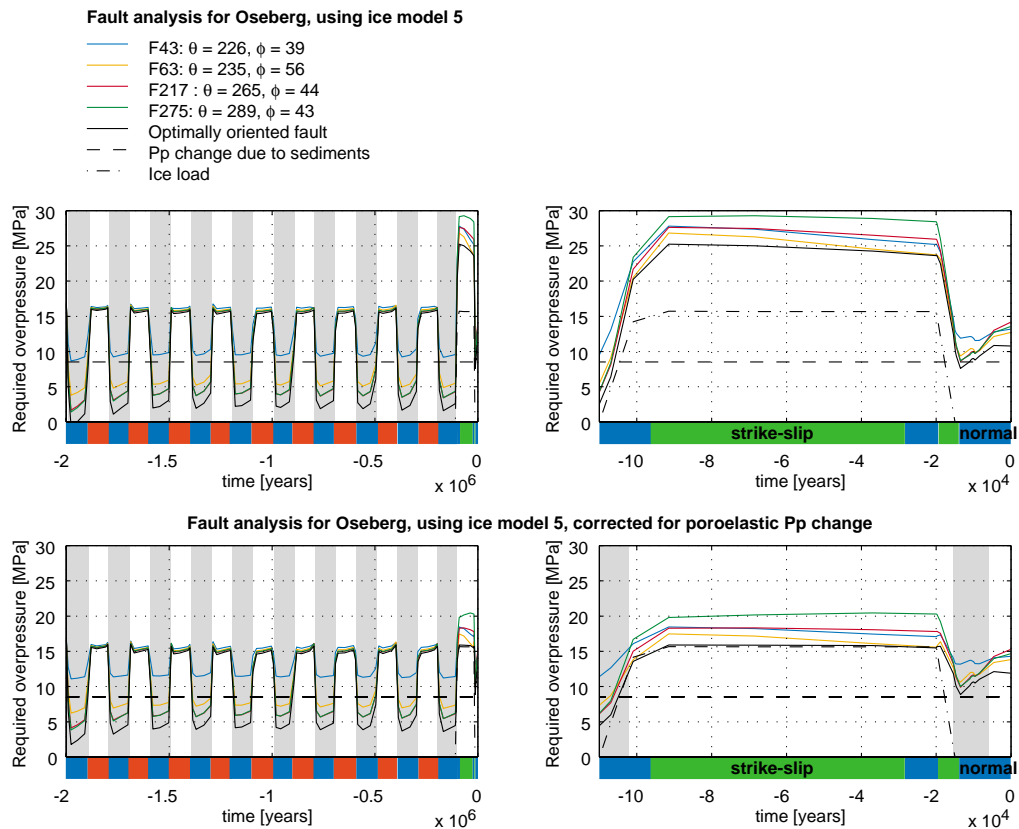 Fault analysis for Oseberg, using ice model 5
F43: θ = 226, ϕ = 39
F63: θ = 235, ϕ = 56
F217 : θ = 265, ϕ = 44
F275: θ = 289, ϕ = 43
Optimally oriented fault
Pp change due to sediments
Ice load
Required overpressure [MPa]
30
25
20
15
10
5
0
-2 -1.5 -1 -0.5 0
x 10^6
time [years]
Required overpressure [MPa]
30
25
20
15
10
5
0
strike-slip normal
-10 -8 -6 -4 -2 0
x 10^4
time [years]
Fault analysis for Oseberg, using ice model 5, corrected for poroelastic Pp change
Required overpressure [MPa]
30
25
20
15
10
5
0
-2 -1.5 -1 -0.5 0
x 10^6
time [years]
Required overpressure [MPa]
30
25
20
15
10
5
0
strike-slip normal
-10 -8 -6 -4 -2 0
x 10^4
time [years]